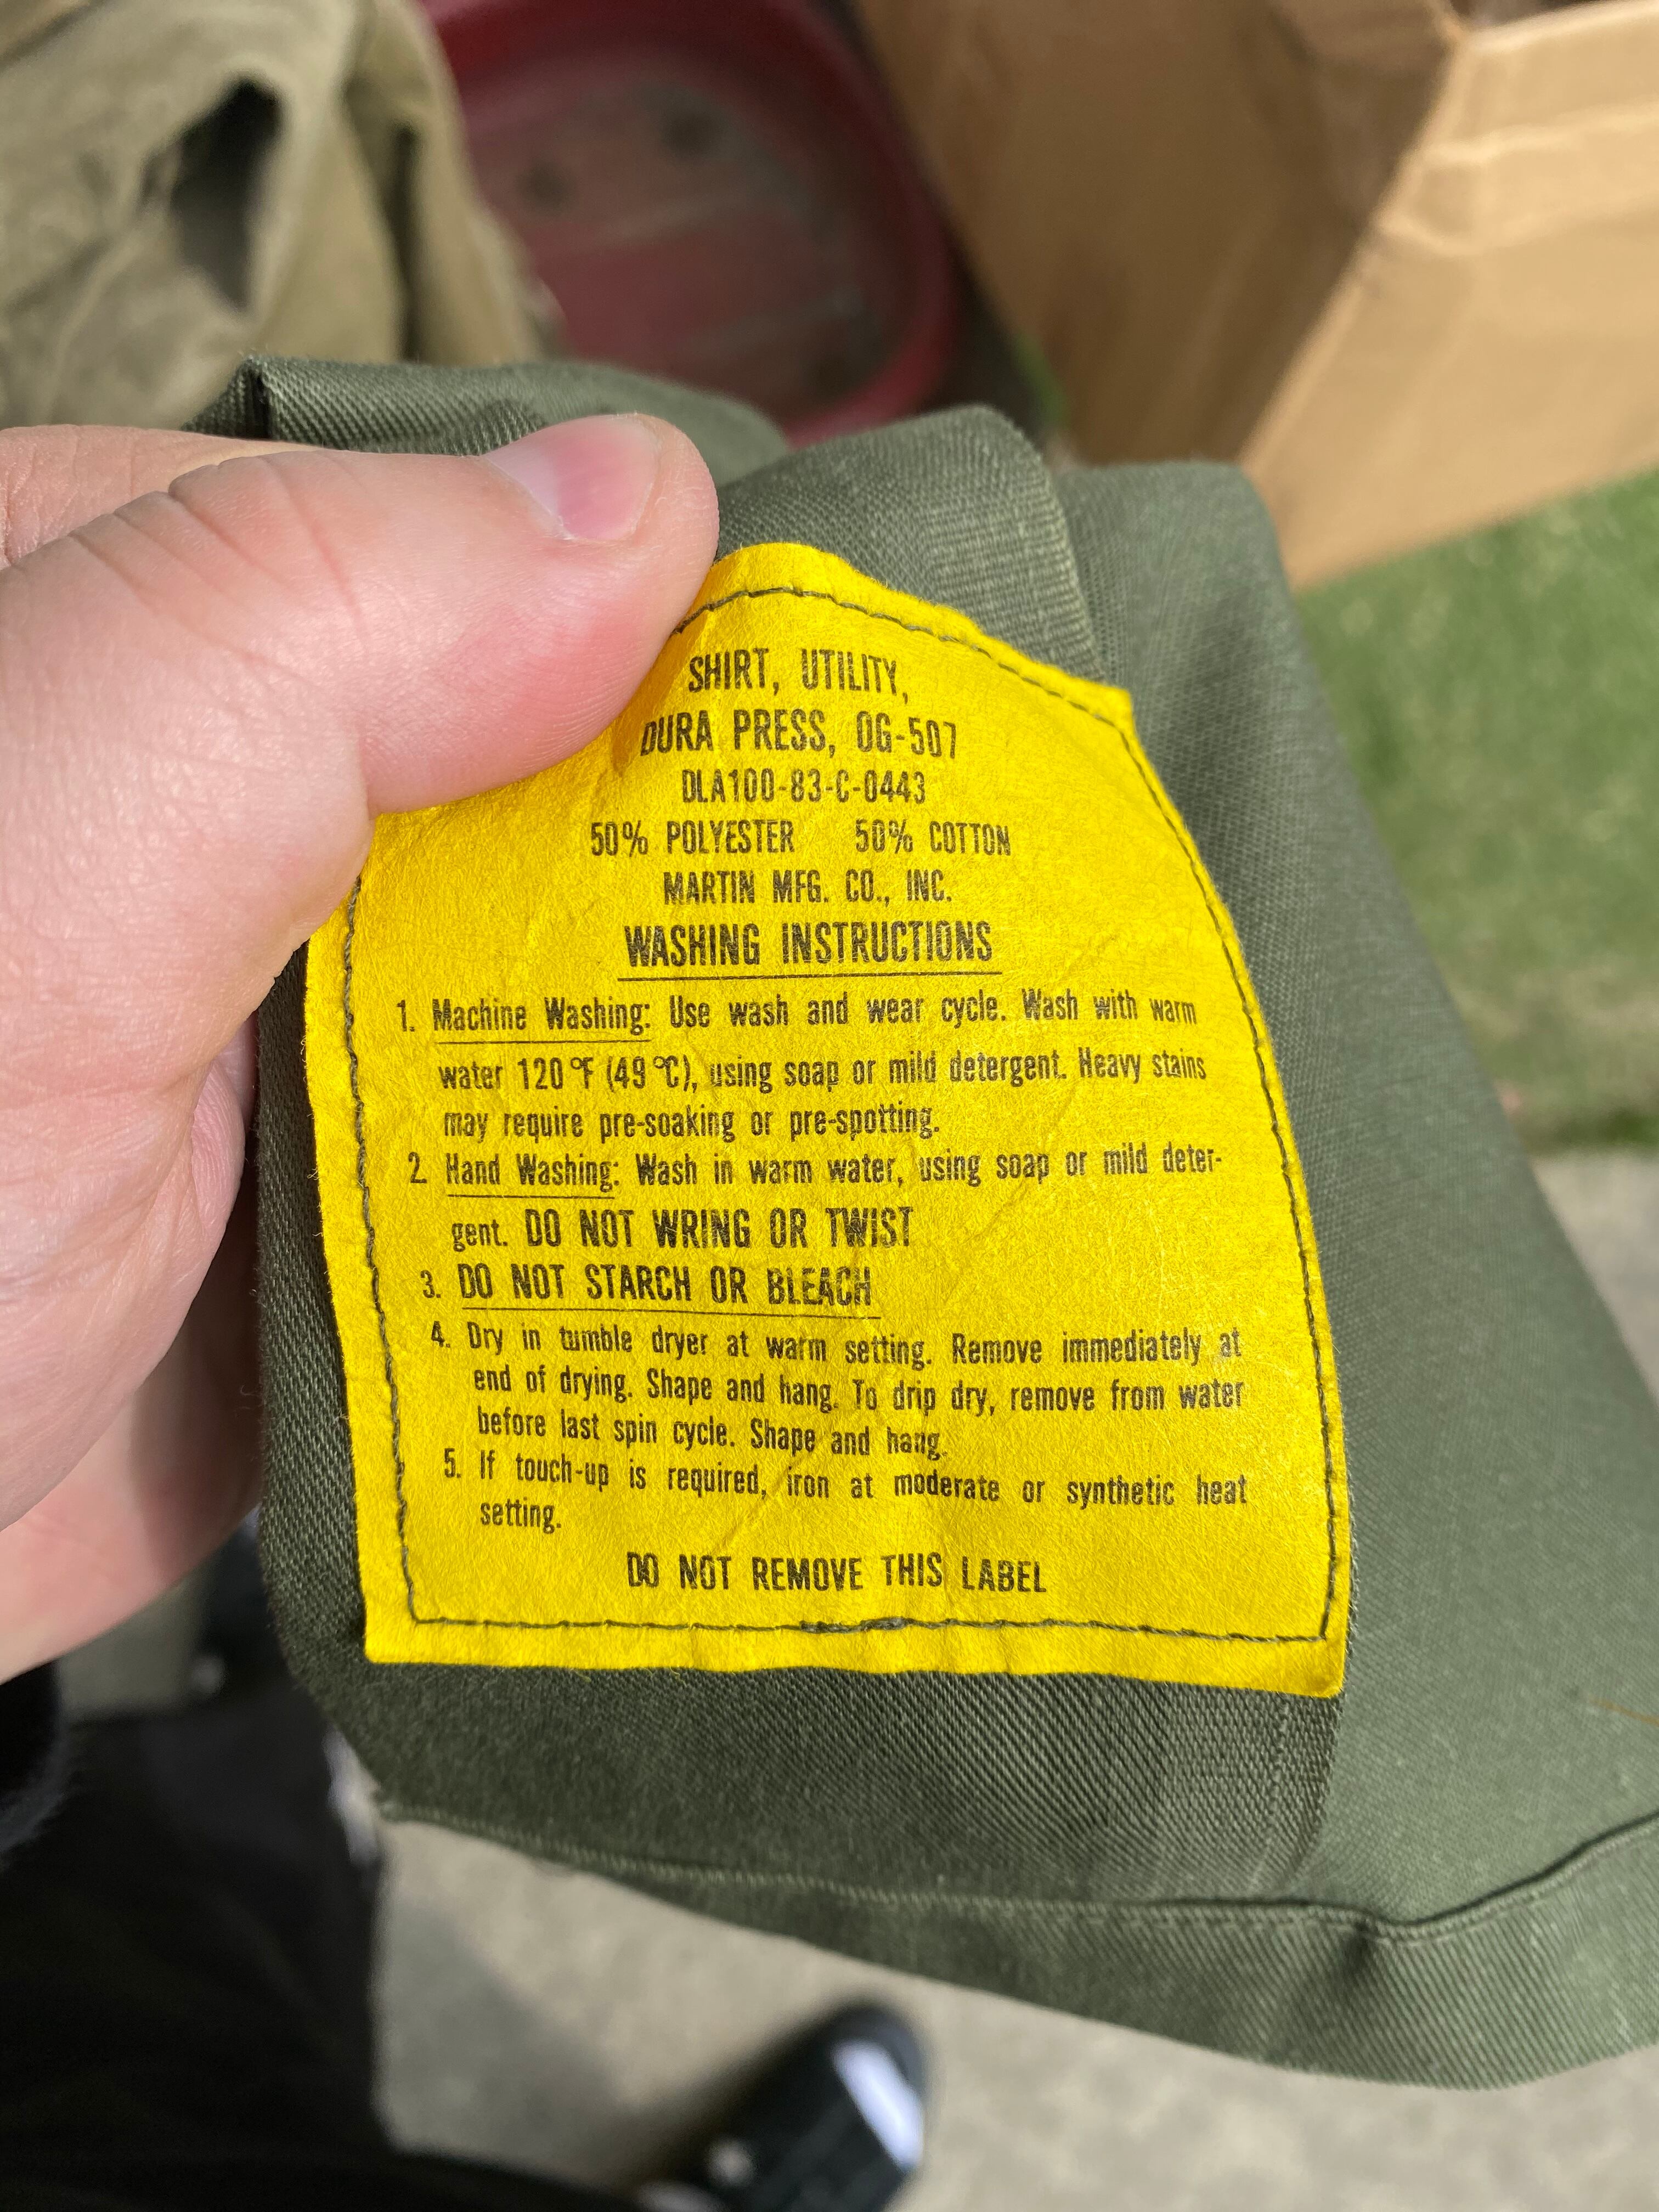 SHIRT, UTILITY,
DURA PRESS, OG-507
DLA100-83-C-0443
50% POLYESTER 50% COTTON
MARTIN MFG. CO., INC.
WASHING INSTRUCTIONS
1. Machine Washing: Use wash and wear cycle. Wash with warm
water 120°F (49°C), using soap or mild detergent. Heavy stains
may require pre-soaking or pre-spotting.
2. Hand Washing: Wash in warm water, using soap or mild deter-
gent. DO NOT WRING OR TWIST
3. DO NOT STARCH OR BLEACH
4. Dry in tumble dryer at warm setting. Remove immediately at
end of drying. Shape and hang. To drip dry, remove from water
before last spin cycle. Shape and hang.
5. If touch-up is required, iron at moderate or synthetic heat
setting.
DO NOT REMOVE THIS LABEL